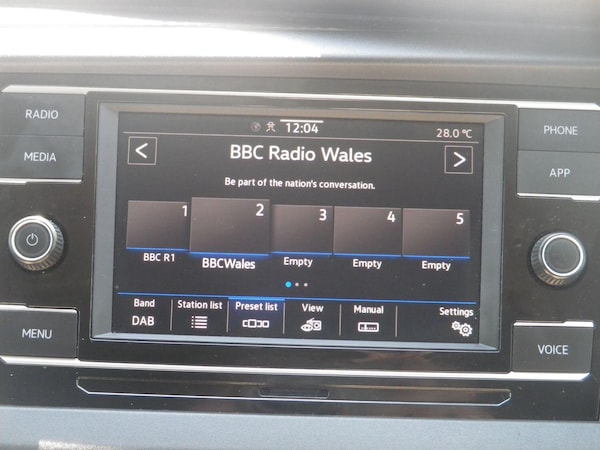 RADIO
MEDIA
MENU
12:04
28.0 °C
<
BBC Radio Wales
>
Be part of the nation's conversation.
1
2
3
4
5
BBC R1
BBCWales
Empty
Empty
Empty
Band
DAB
Station list
Preset list
View
Manual
Settings
PHONE
APP
VOICE